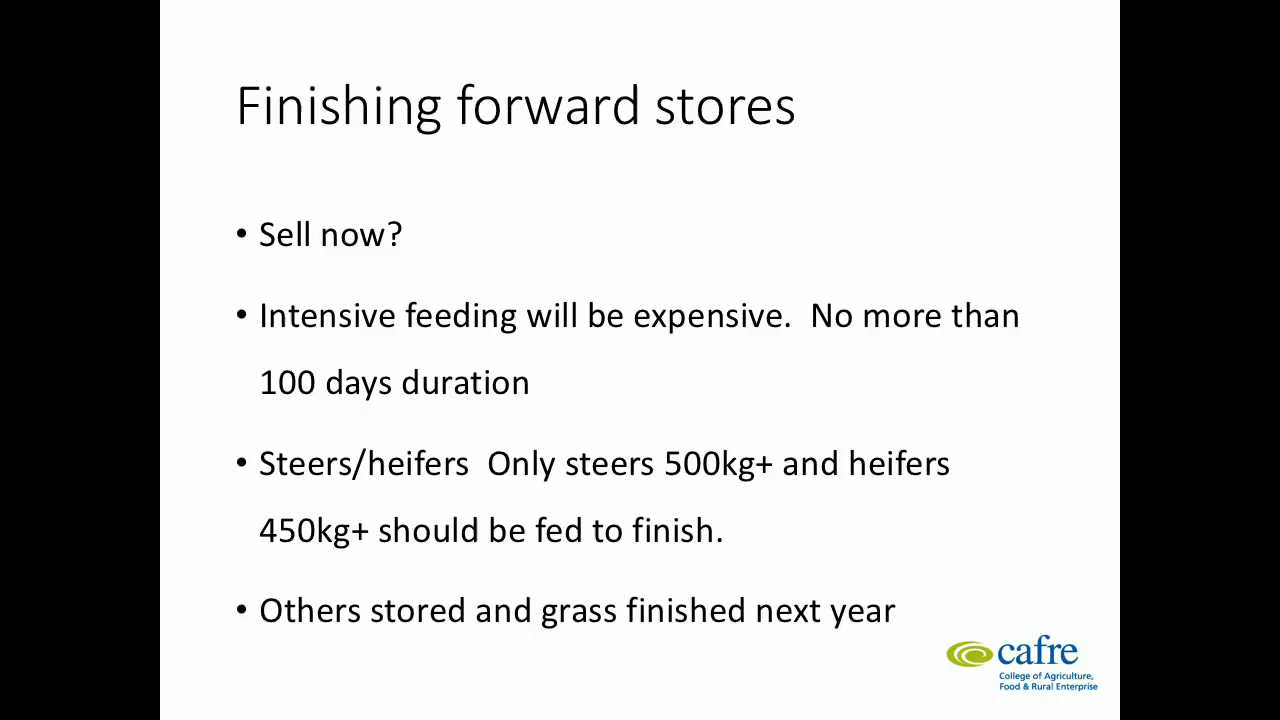 Finishing forward stores
• Sell now?
• Intensive feeding will be expensive.  No more than
100 days duration
• Steers/heifers  Only steers 500kg+ and heifers
450kg+ should be fed to finish.
• Others stored and grass finished next year
cafre
College of Agriculture,
Food & Rural Enterprise